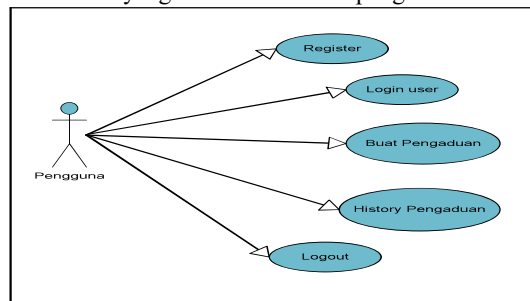 Register
Login user
Buat Pengaduan
Pengguna
History Pengaduan
Logout